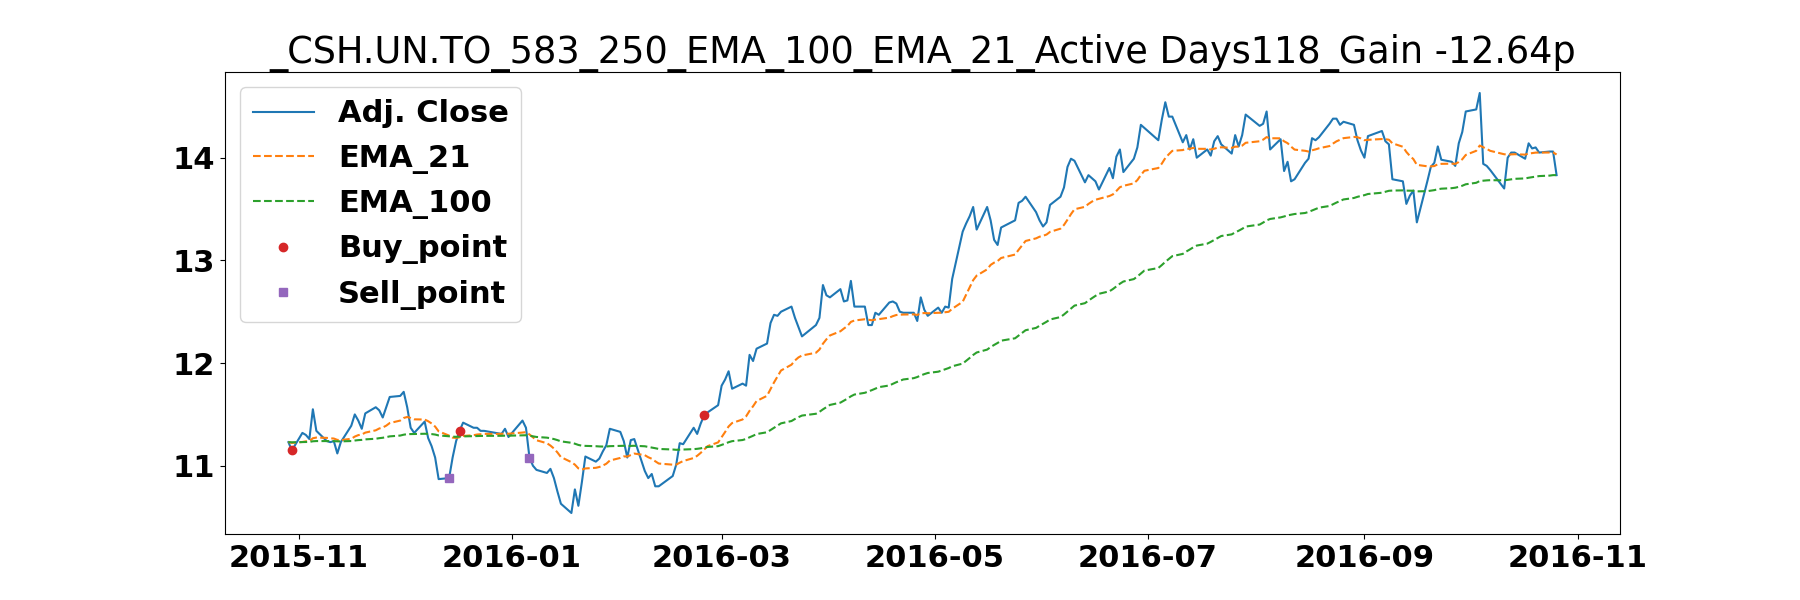 _CSH.UN.TO_583_250_EMA_100_EMA_21_Active Days118_Gain -12.64p
Adj. Close
EMA_21
EMA_100
Buy_point
Sell_point
14
13
12
11
2015-11 2016-01 2016-03 2016-05 2016-07 2016-09 2016-11